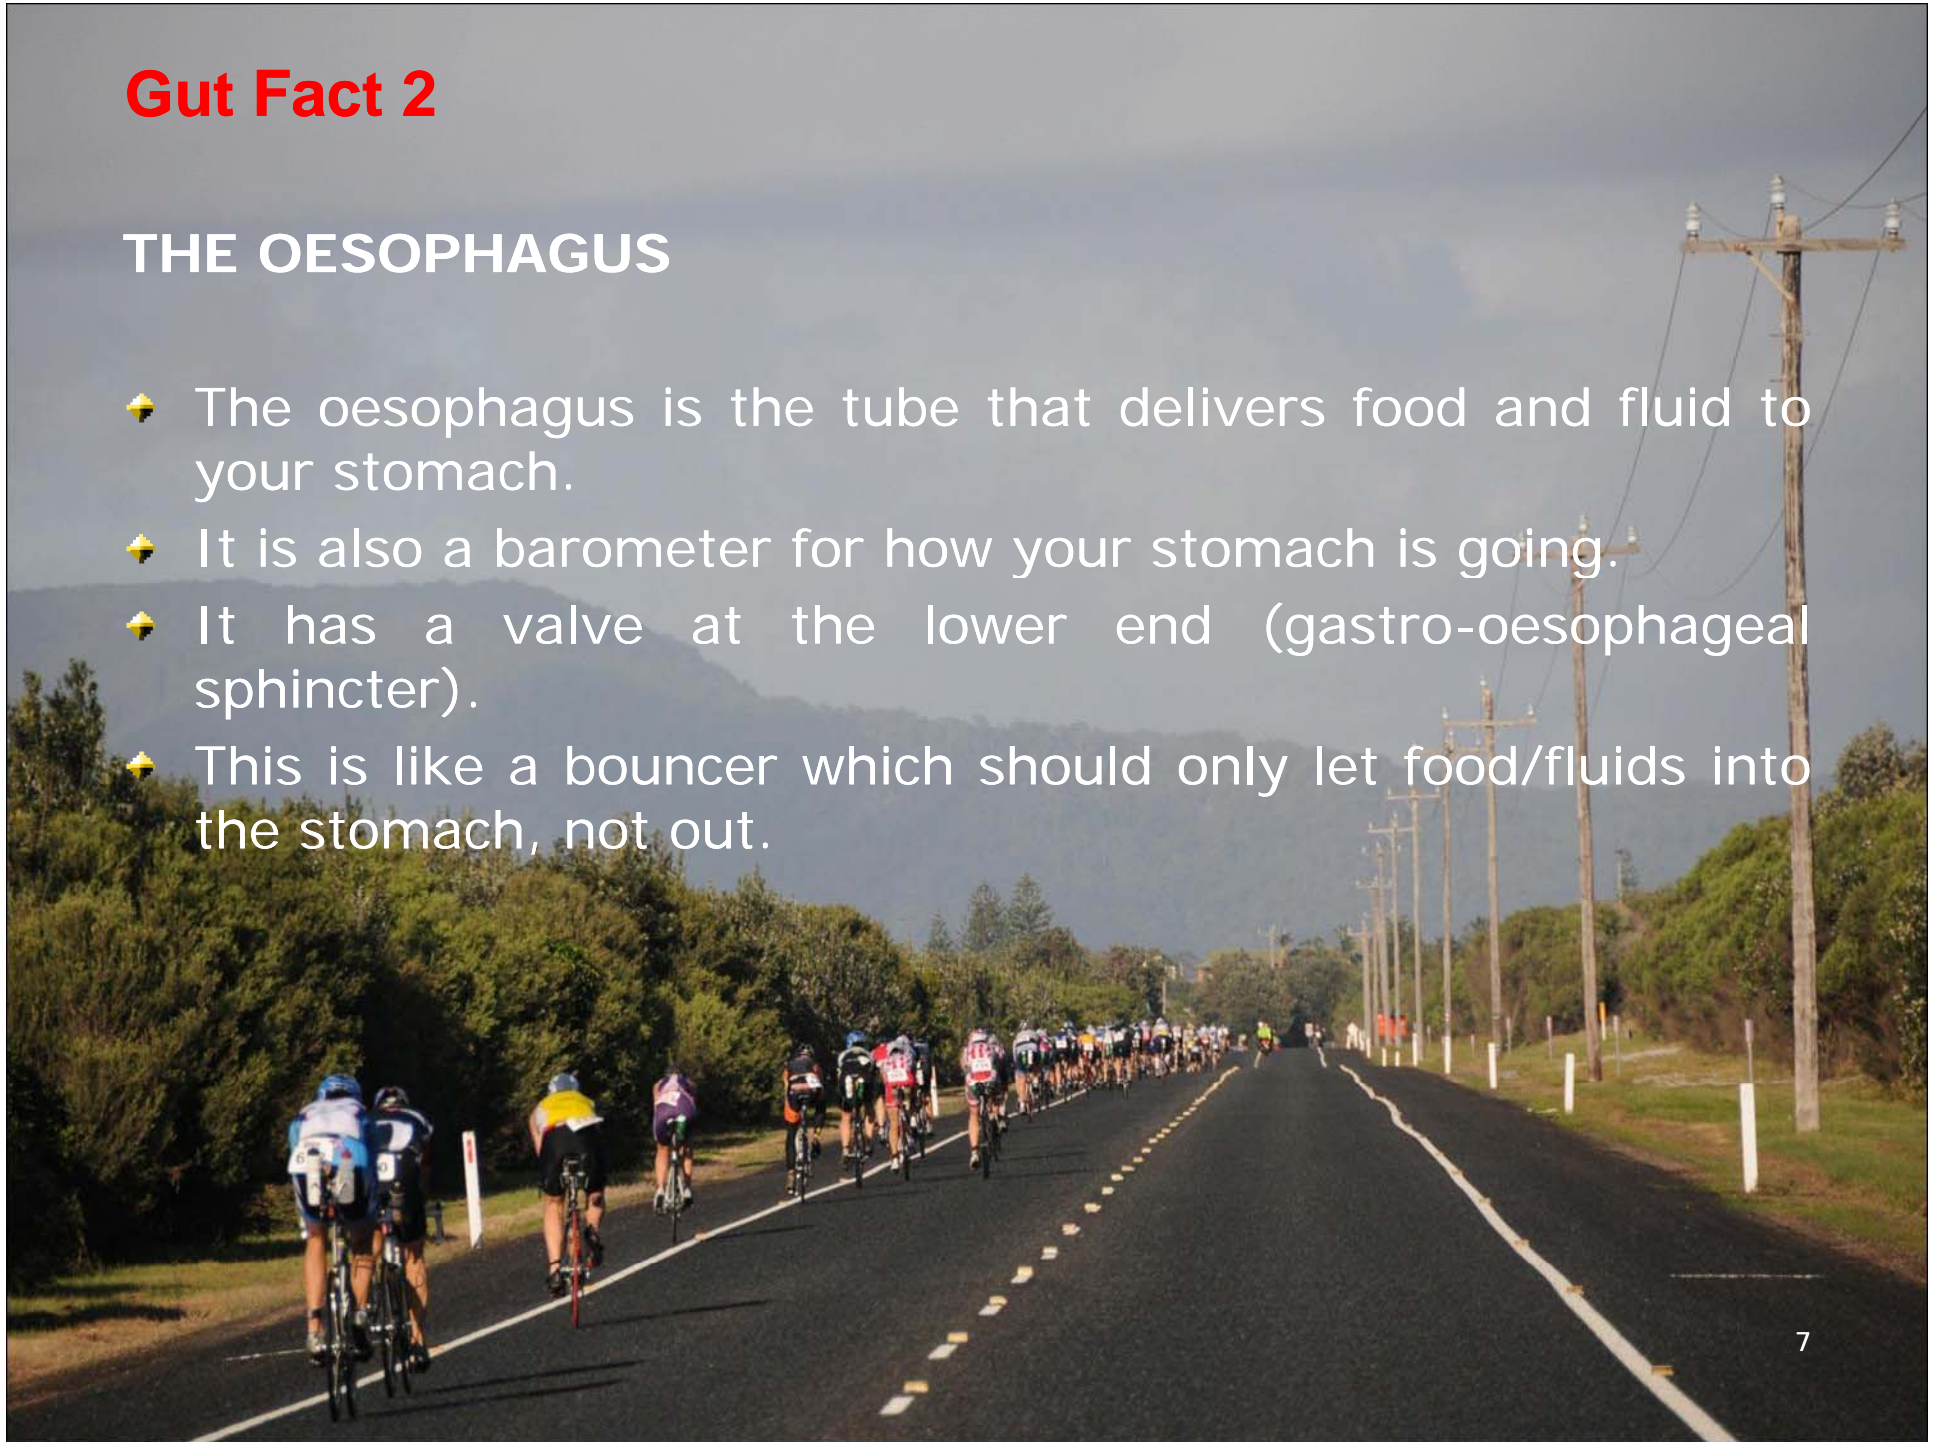 Gut Fact 2
THE OESOPHAGUS
The oesophagus is the tube that delivers food and fluid to
your stomach.
It is also a barometer for how your stomach is going.
It has a valve at the lower end (gastro-oesophageal
sphincter).
This is like a bouncer which should only let food/fluids into
the stomach, not out.
7